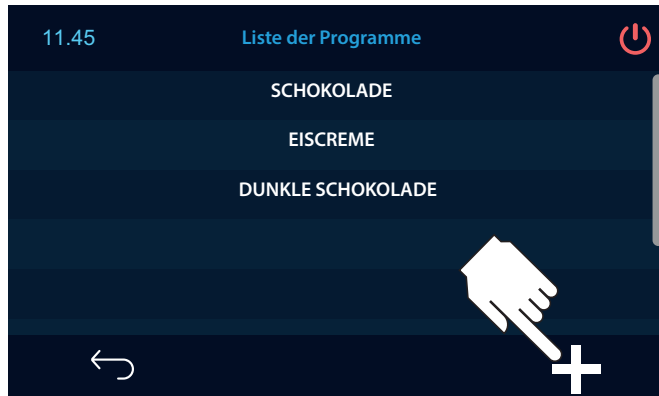 11.45 Liste der Programme
SCHOKOLADE
EISCREME
DUNKLE SCHOKOLADE